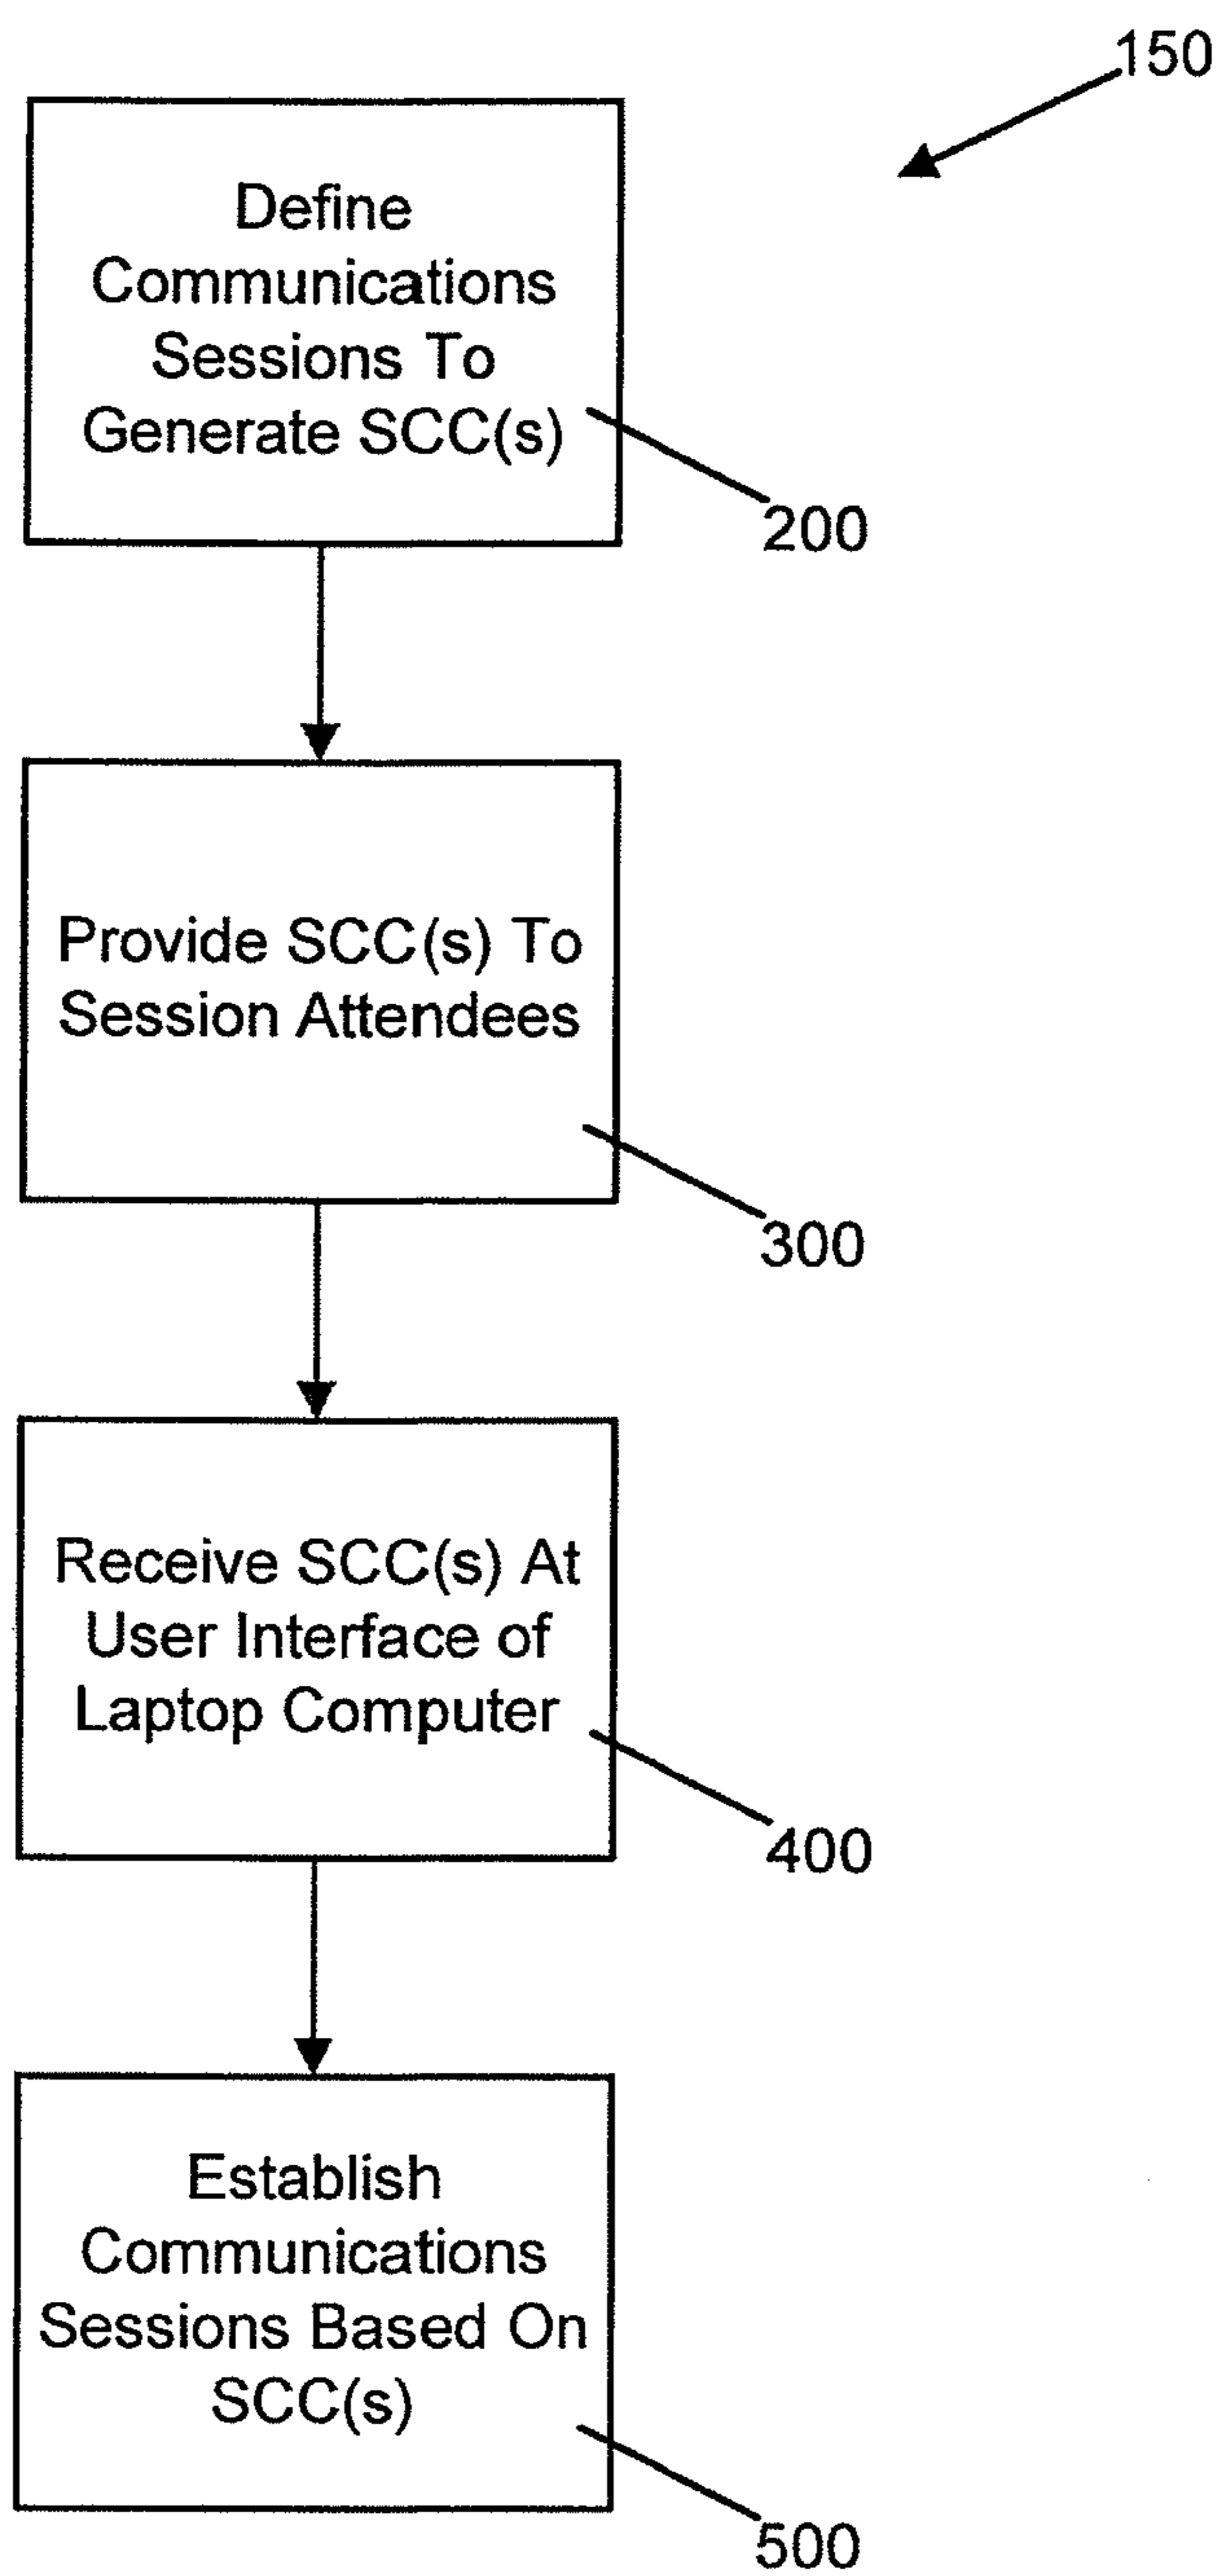 150
Define
Communications
Sessions To
Generate SCC(s)
200
Provide SCC(s) To
Session Attendees
300
Receive SCC(s) At
User Interface of
Laptop Computer
400
Establish
Communications
Sessions Based On
SCC(s)
500